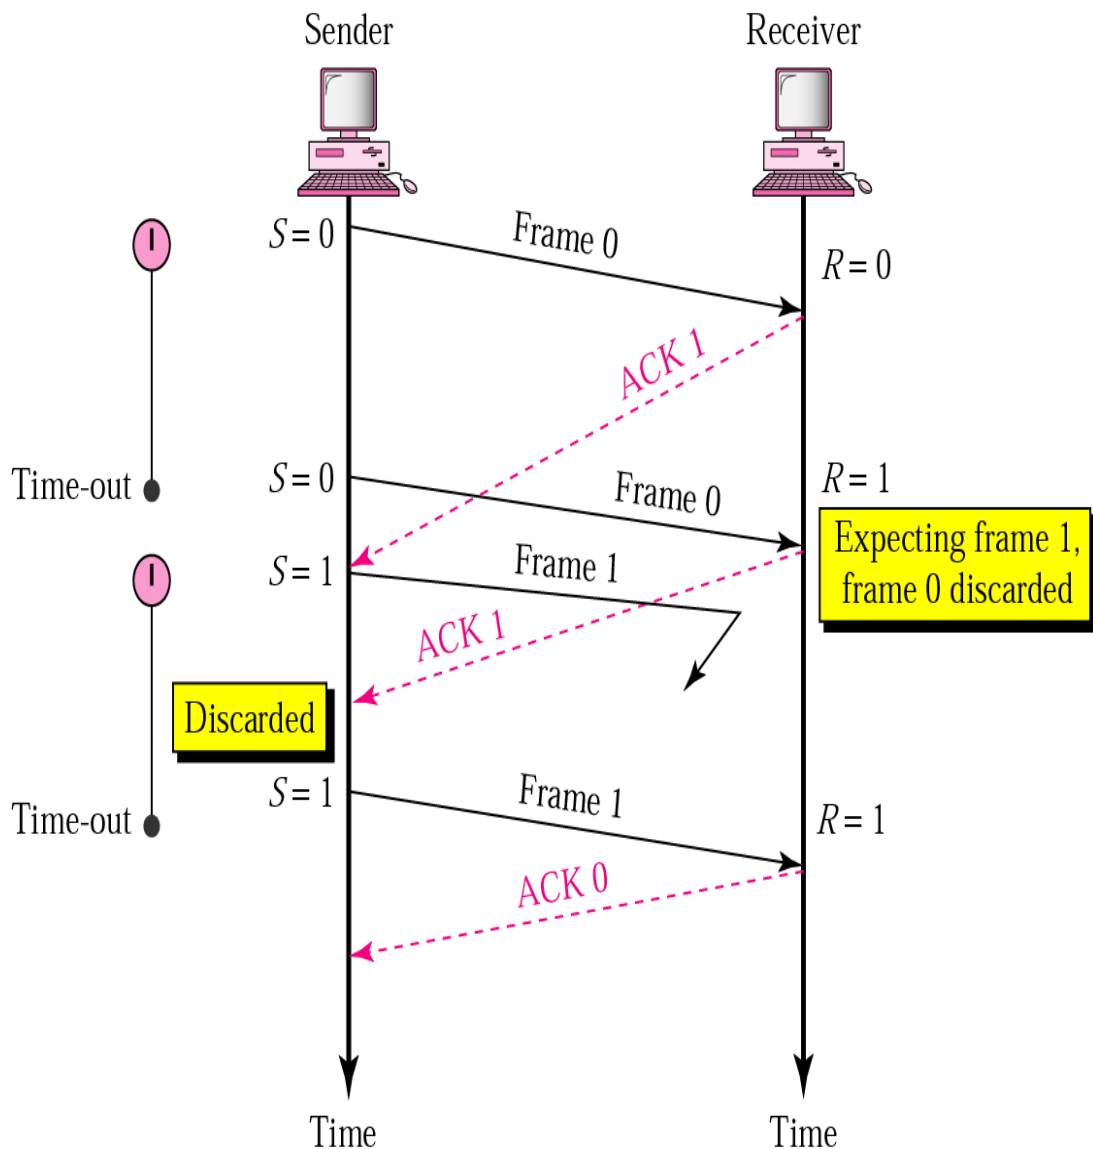 Sender
Receiver
S = 0
Frame 0
R = 0
ACK 1
Time-out
S = 0
Frame 0
R = 1
Expecting frame 1,
frame 0 discarded
S = 1
Frame 1
ACK 1
Discarded
S = 1
Frame 1
Time-out
R = 1
ACK 0
Time
Time